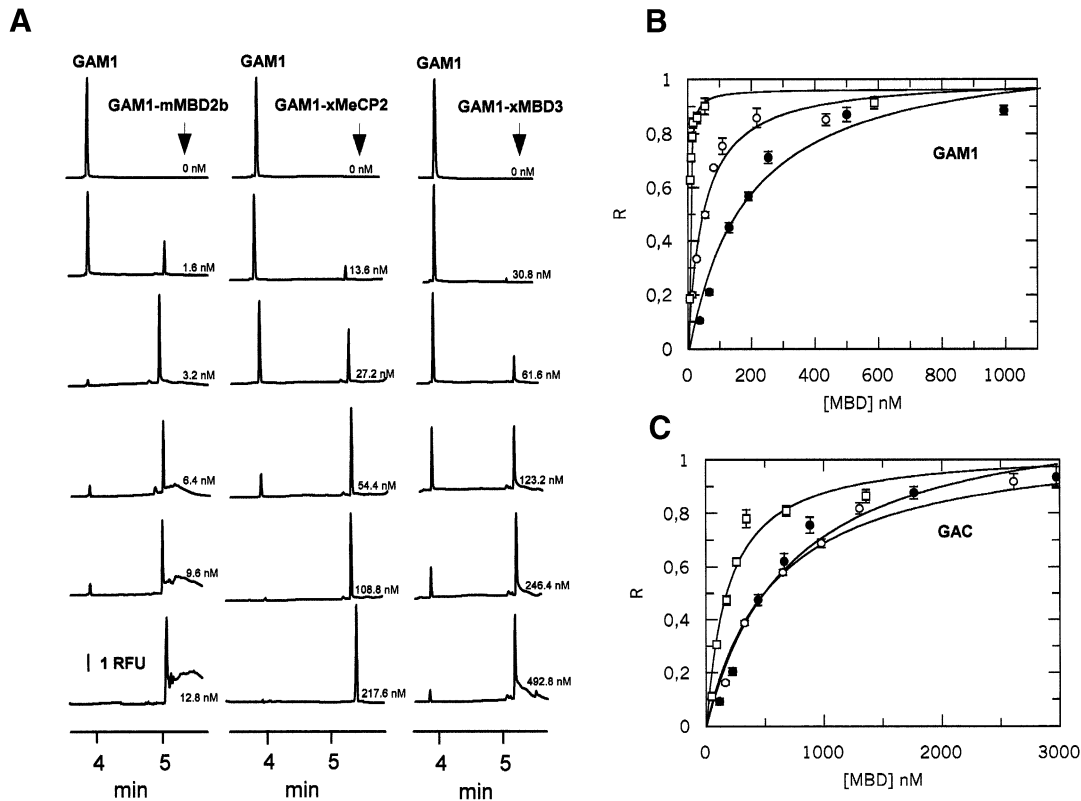 A
GAM1
GAM1
GAM1
GAM1-mMBD2b
GAM1-xMeCP2
GAM1-xMBD3
0 nM
0 nM
0 nM
1.6 nM
13.6 nM
30.8 nM
3.2 nM
27.2 nM
61.6 nM
6.4 nM
54.4 nM
123.2 nM
9.6 nM
108.8 nM
246.4 nM
1 RFU
12.8 nM
217.6 nM
492.8 nM
4 5
4 5
4 5
min
min
min
B
1
0,8
0,6
0,4
0,2
0
R
GAM1
0 200 400 600 800 1000
[MBD] nM
C
1
0,8
0,6
0,4
0,2
0
R
GAC
0 1000 2000 3000
[MBD] nM